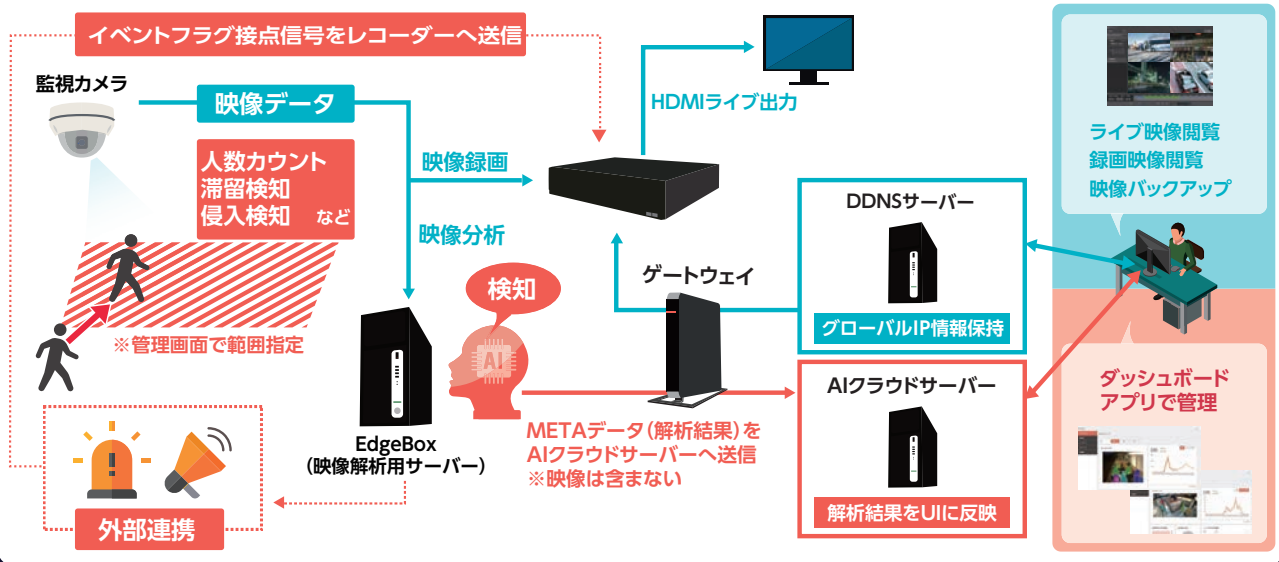 イベントフラグ接点信号をレコーダーへ送信
監視カメラ
映像データ
人数カウント
滞留検知
侵入検知 など
※管理画面で範囲指定
映像録画
映像分析
HDMIライブ出力
検知
AI
EdgeBox
(映像解析用サーバー)
外部連携
ゲートウェイ
METAデータ(解析結果)を
AIクラウドサーバーへ送信
※映像は含まない
DDNSサーバー
グローバルIP情報保持
AIクラウドサーバー
解析結果をUIに反映
ライブ映像閲覧
録画映像閲覧
映像バックアップ
ダッシュボード
アプリで管理